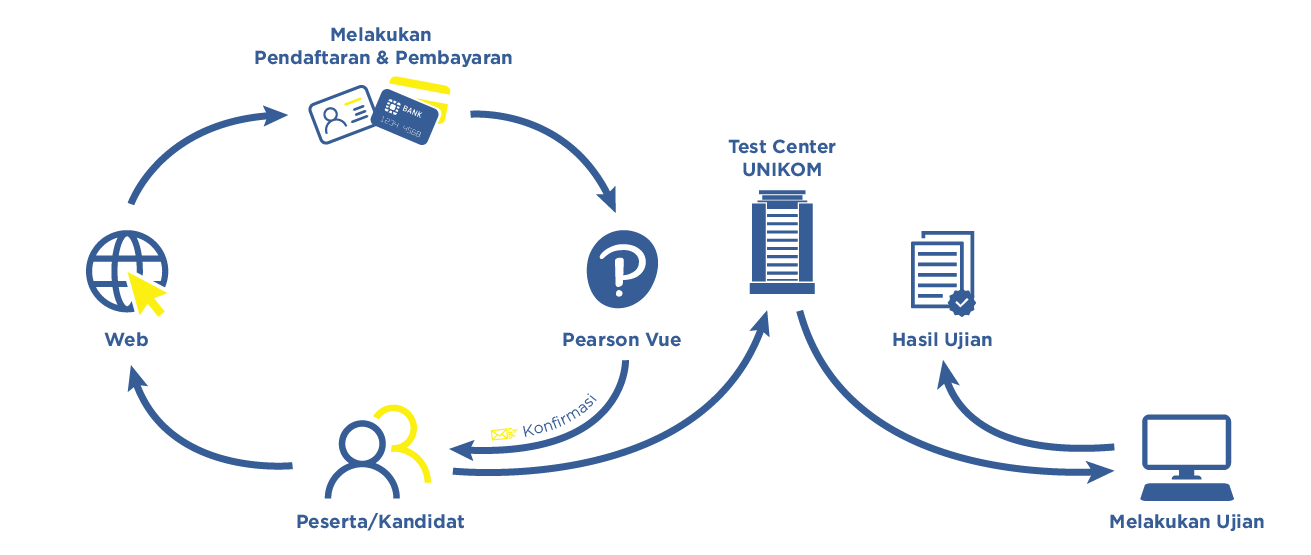 Melakukan
Pendaftaran & Pembayaran
BANK
1234 4568
Test Center
UNIKOM
Web
Pearson Vue
Hasil Ujian
Konfirmasi
Peserta/Kandidat
Melakukan Ujian